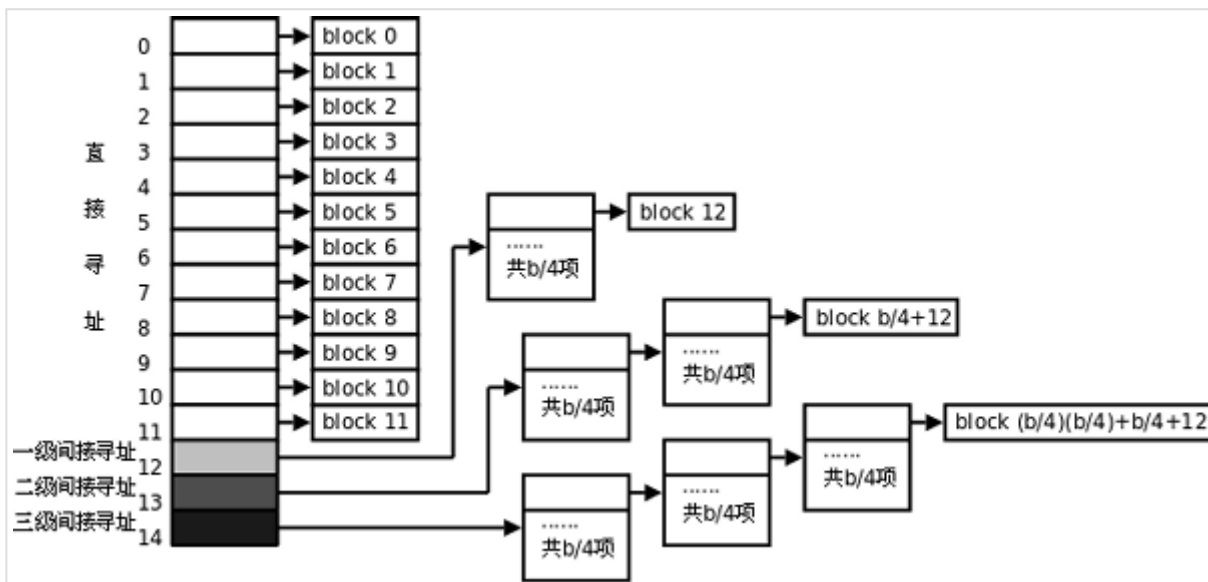 直接寻址
0
1
2
3
4
5
6
7
8
9
10
11
一级间接寻址 12
二级间接寻址 13
三级间接寻址 14
block 0
block 1
block 2
block 3
block 4
block 5
block 6
block 7
block 8
block 9
block 10
block 11
......
共b/4项
block 12
......
共b/4项
......
共b/4项
block b/4+12
......
共b/4项
......
共b/4项
......
共b/4项
block (b/4)(b/4)+b/4+12